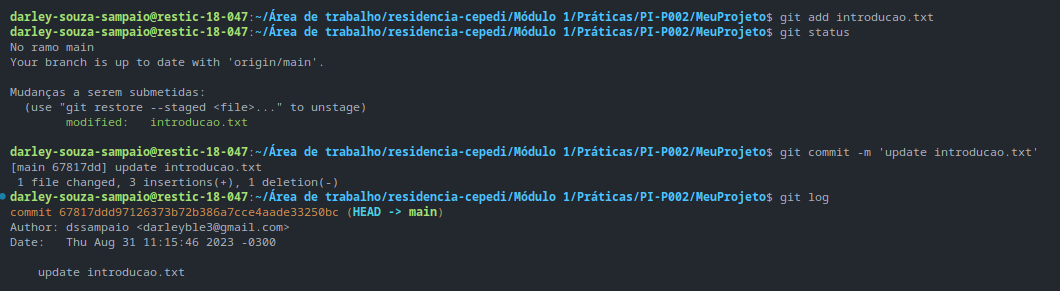 darley-souza-sampaio@restic-18-047:~/Área de trabalho/residencia-cepedi/Módulo 1/Práticas/PI-P002/MeuProjeto$ git add introducao.txt
darley-souza-sampaio@restic-18-047:~/Área de trabalho/residencia-cepedi/Módulo 1/Práticas/PI-P002/MeuProjeto$ git status
No ramo main
Your branch is up to date with 'origin/main'.
Mudanças a serem submetidas:
  (use "git restore --staged <file>..." to unstage)
        modified:   introducao.txt
darley-souza-sampaio@restic-18-047:~/Área de trabalho/residencia-cepedi/Módulo 1/Práticas/PI-P002/MeuProjeto$ git commit -m 'update introducao.txt'
[main 67817dd] update introducao.txt
 1 file changed, 3 insertions(+), 1 deletion(-)
darley-souza-sampaio@restic-18-047:~/Área de trabalho/residencia-cepedi/Módulo 1/Práticas/PI-P002/MeuProjeto$ git log
commit 67817ddd97126373b72b386a7cce4aade33250bc (HEAD -> main)
Author: dssampaio <darleyble3@gmail.com>
Date:   Thu Aug 31 11:15:46 2023 -0300
    update introducao.txt